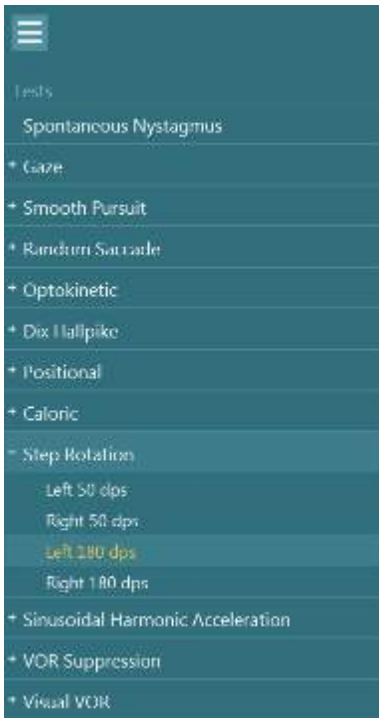 Tests
Spontaneous Nystagmus
+ Gaze
+ Smooth Pursuit
+ Random Saccade
+ Optokinetic
+ Dix Hallpike
+ Positional
+ Caloric
- Step Rotation
Left 50 dps
Right 50 dps
Left 180 dps
Right 180 dps
+ Sinusoidal Harmonic Acceleration
+ VOR Suppression
+ Visual VOR